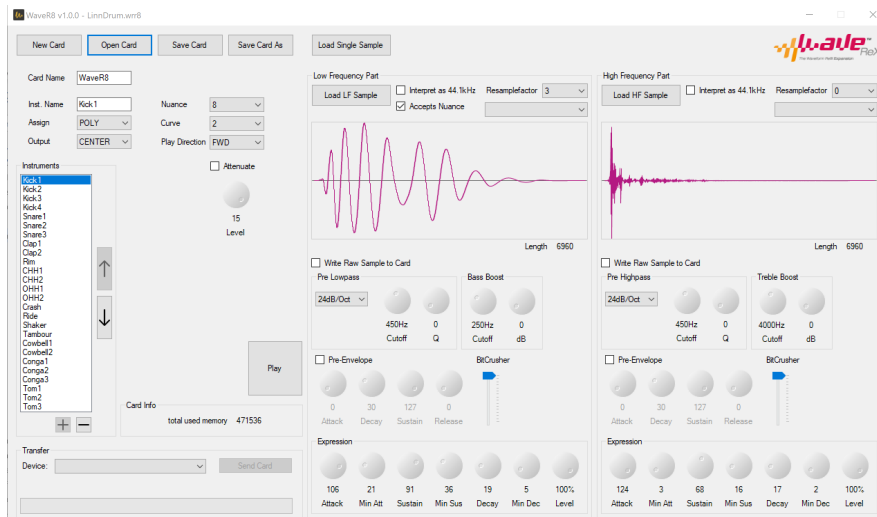 WaveR8 v1.0.0 - LinnDrum.wrr8
New Card Open Card Save Card Save Card As Load Single Sample
wave™
ReX
Card Name WaveR8
Inst. Name Kick1 Nuance 8
Assign POLY Curve 2
Output CENTER Play Direction FWD
Instruments
Attenuate
15
Level
Kick1
Kick2
Kick3
Kick4
Snare1
Snare2
Snare3
Clap1
Clap2
Rim
CHH1
CHH2
OHH1
OHH2
Crash
Ride
Shaker
Tambour
Cowbell1
Cowbell2
Conga1
Conga2
Conga3
Tom1
Tom2
Tom3
Play
Card Info
total used memory 471536
Transfer
Device: Send Card
Low Frequency Part
Load LF Sample Interpret as 44.1kHz Resamplefactor 3
Accepts Nuance
Length 6960
Write Raw Sample to Card
Pre Lowpass Bass Boost
24dB/Oct
450Hz 0 250Hz 0
Cutoff Q Cutoff dB
Pre-Envelope BitCrusher
0 30 127 0
Attack Decay Sustain Release
Expression
106 21 91 36 19 5 100%
Attack Min Att Sustain Min Sus Decay Min Dec Level
High Frequency Part
Load HF Sample Interpret as 44.1kHz Resamplefactor 0
Length 6960
Write Raw Sample to Card
Pre Highpass Treble Boost
24dB/Oct
450Hz 0 4000Hz 0
Cutoff Q Cutoff dB
Pre-Envelope BitCrusher
0 30 127 0
Attack Decay Sustain Release
Expression
124 3 68 16 17 2 100%
Attack Min Att Sustain Min Sus Decay Min Dec Level